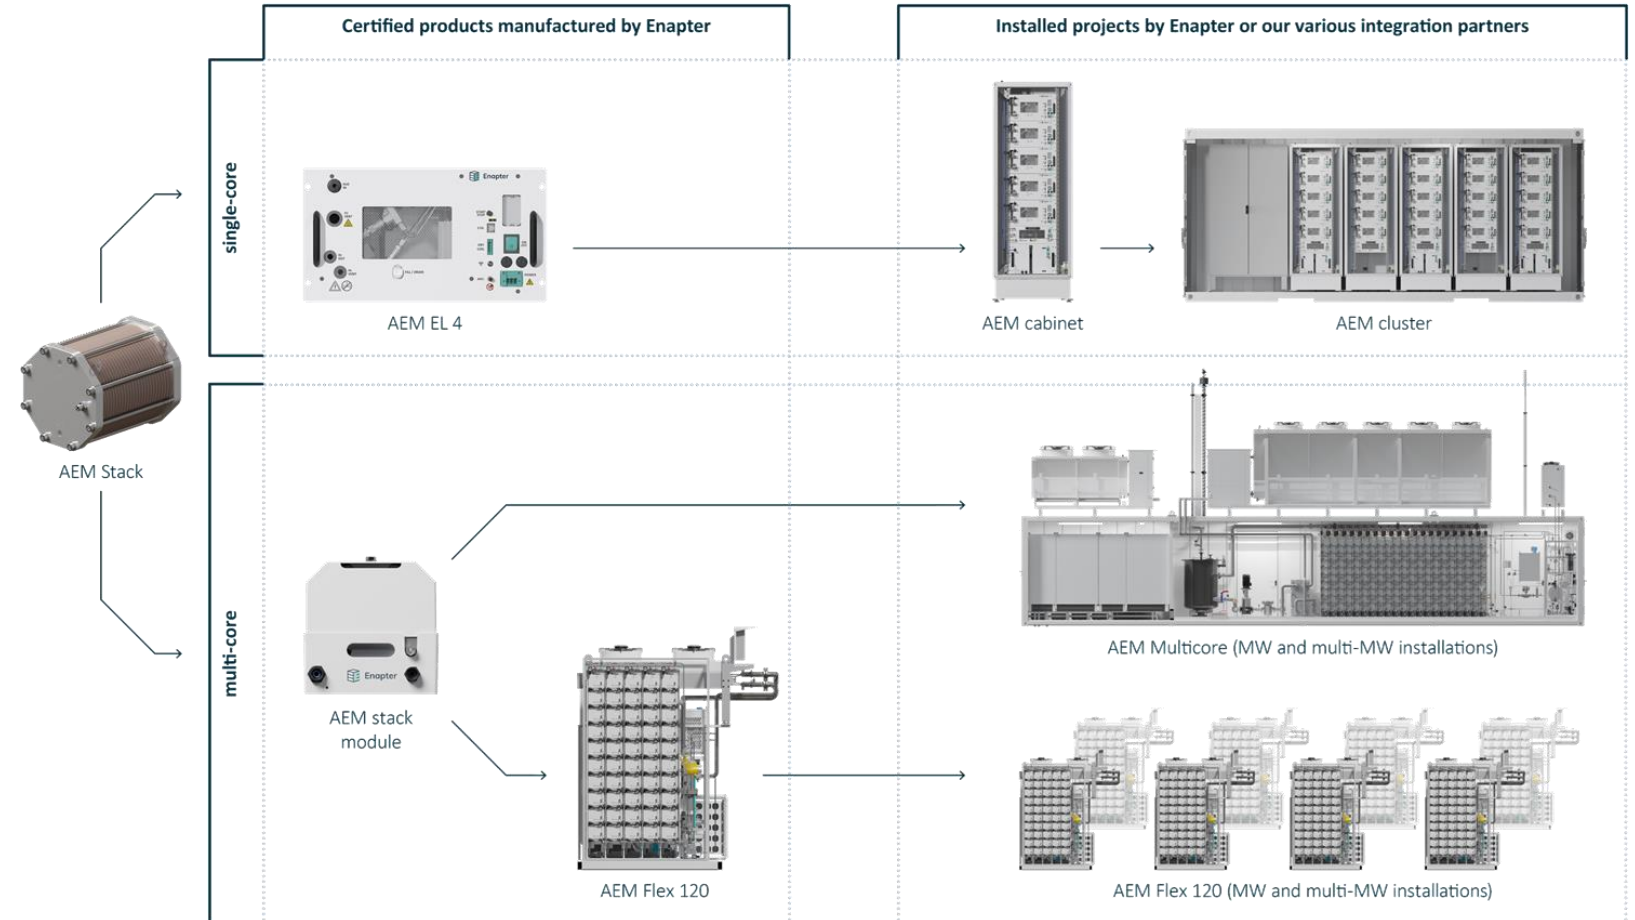 Certified products manufactured by Enapter
Installed projects by Enapter or our various integration partners
single-core
Enapter
AEM EL 4
AEM cabinet
AEM cluster
AEM Stack
multi-core
Enapter
AEM stack
module
AEM Multicore (MW and multi-MW installations)
AEM Flex 120
AEM Flex 120 (MW and multi-MW installations)